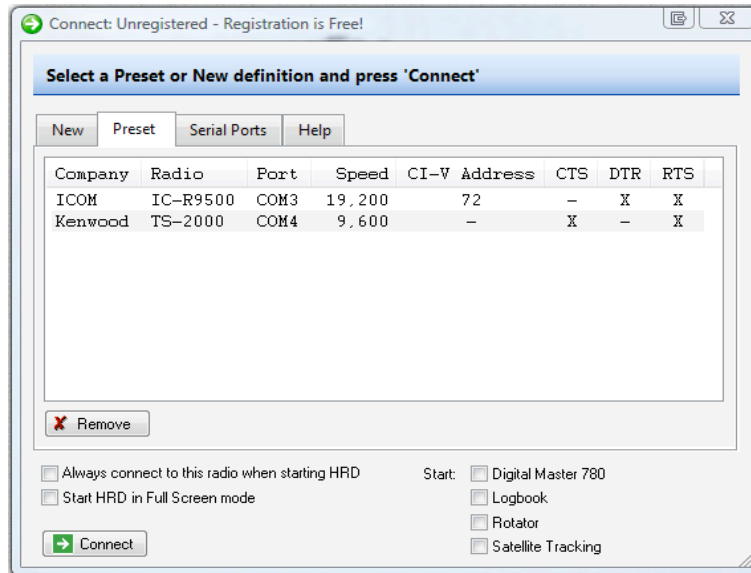 Connect: Unregistered - Registration is Free!
Select a Preset or New definition and press 'Connect'
New Preset Serial Ports Help
Company Radio Port Speed CI-V Address CTS DTR RTS
ICOM IC-R9500 COM3 19,200 72 - X X
Kenwood TS-2000 COM4 9,600 - X - X
X Remove
Always connect to this radio when starting HRD Start: Digital Master 780
Start HRD in Full Screen mode Logbook
Rotator
Connect Satellite Tracking